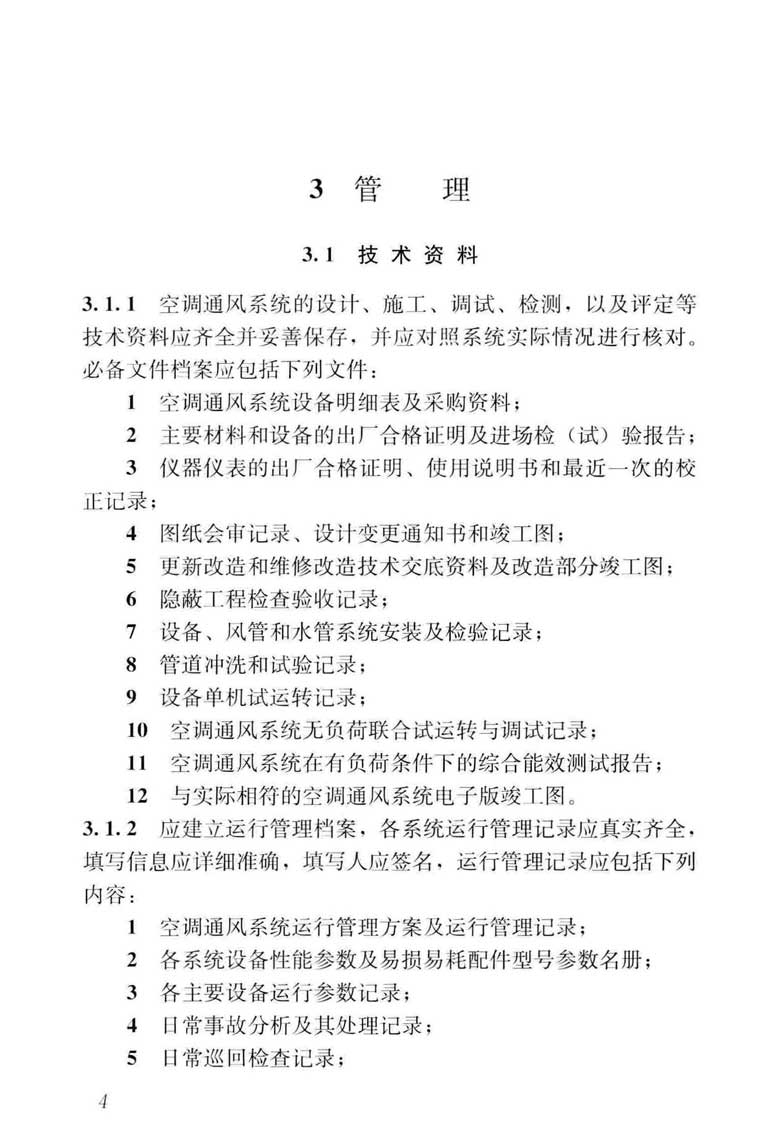 3 管 理
3.1 技术资料
3.1.1 空调通风系统的设计、施工、调试、检测，以及评定等
技术资料应齐全并妥善保存，并应对照系统实际情况进行核对。
必备文件档案应包括下列文件：
1 空调通风系统设备明细表及采购资料；
2 主要材料和设备的出厂合格证明及进场检（试）验报告；
3 仪器仪表的出厂合格证明、使用说明书和最近一次的校
正记录；
4 图纸会审记录、设计变更通知书和竣工图；
5 更新改造和维修改造技术交底资料及改造部分竣工图；
6 隐蔽工程检查验收记录；
7 设备、风管和水管系统安装及检验记录；
8 管道冲洗和试验记录；
9 设备单机试运转记录；
10 空调通风系统无负荷联合试运转与调试记录；
11 空调通风系统在有负荷条件下的综合能效测试报告；
12 与实际相符的空调通风系统电子版竣工图。
3.1.2 应建立运行管理档案，各系统运行管理记录应真实齐全，
填写信息应详细准确，填写人应签名，运行管理记录应包括下列
内容：
1 空调通风系统运行管理方案及运行管理记录；
2 各系统设备性能参数及易损易耗配件型号参数名册；
3 各主要设备运行参数记录；
4 日常事故分析及其处理记录；
5 日常巡回检查记录；
4